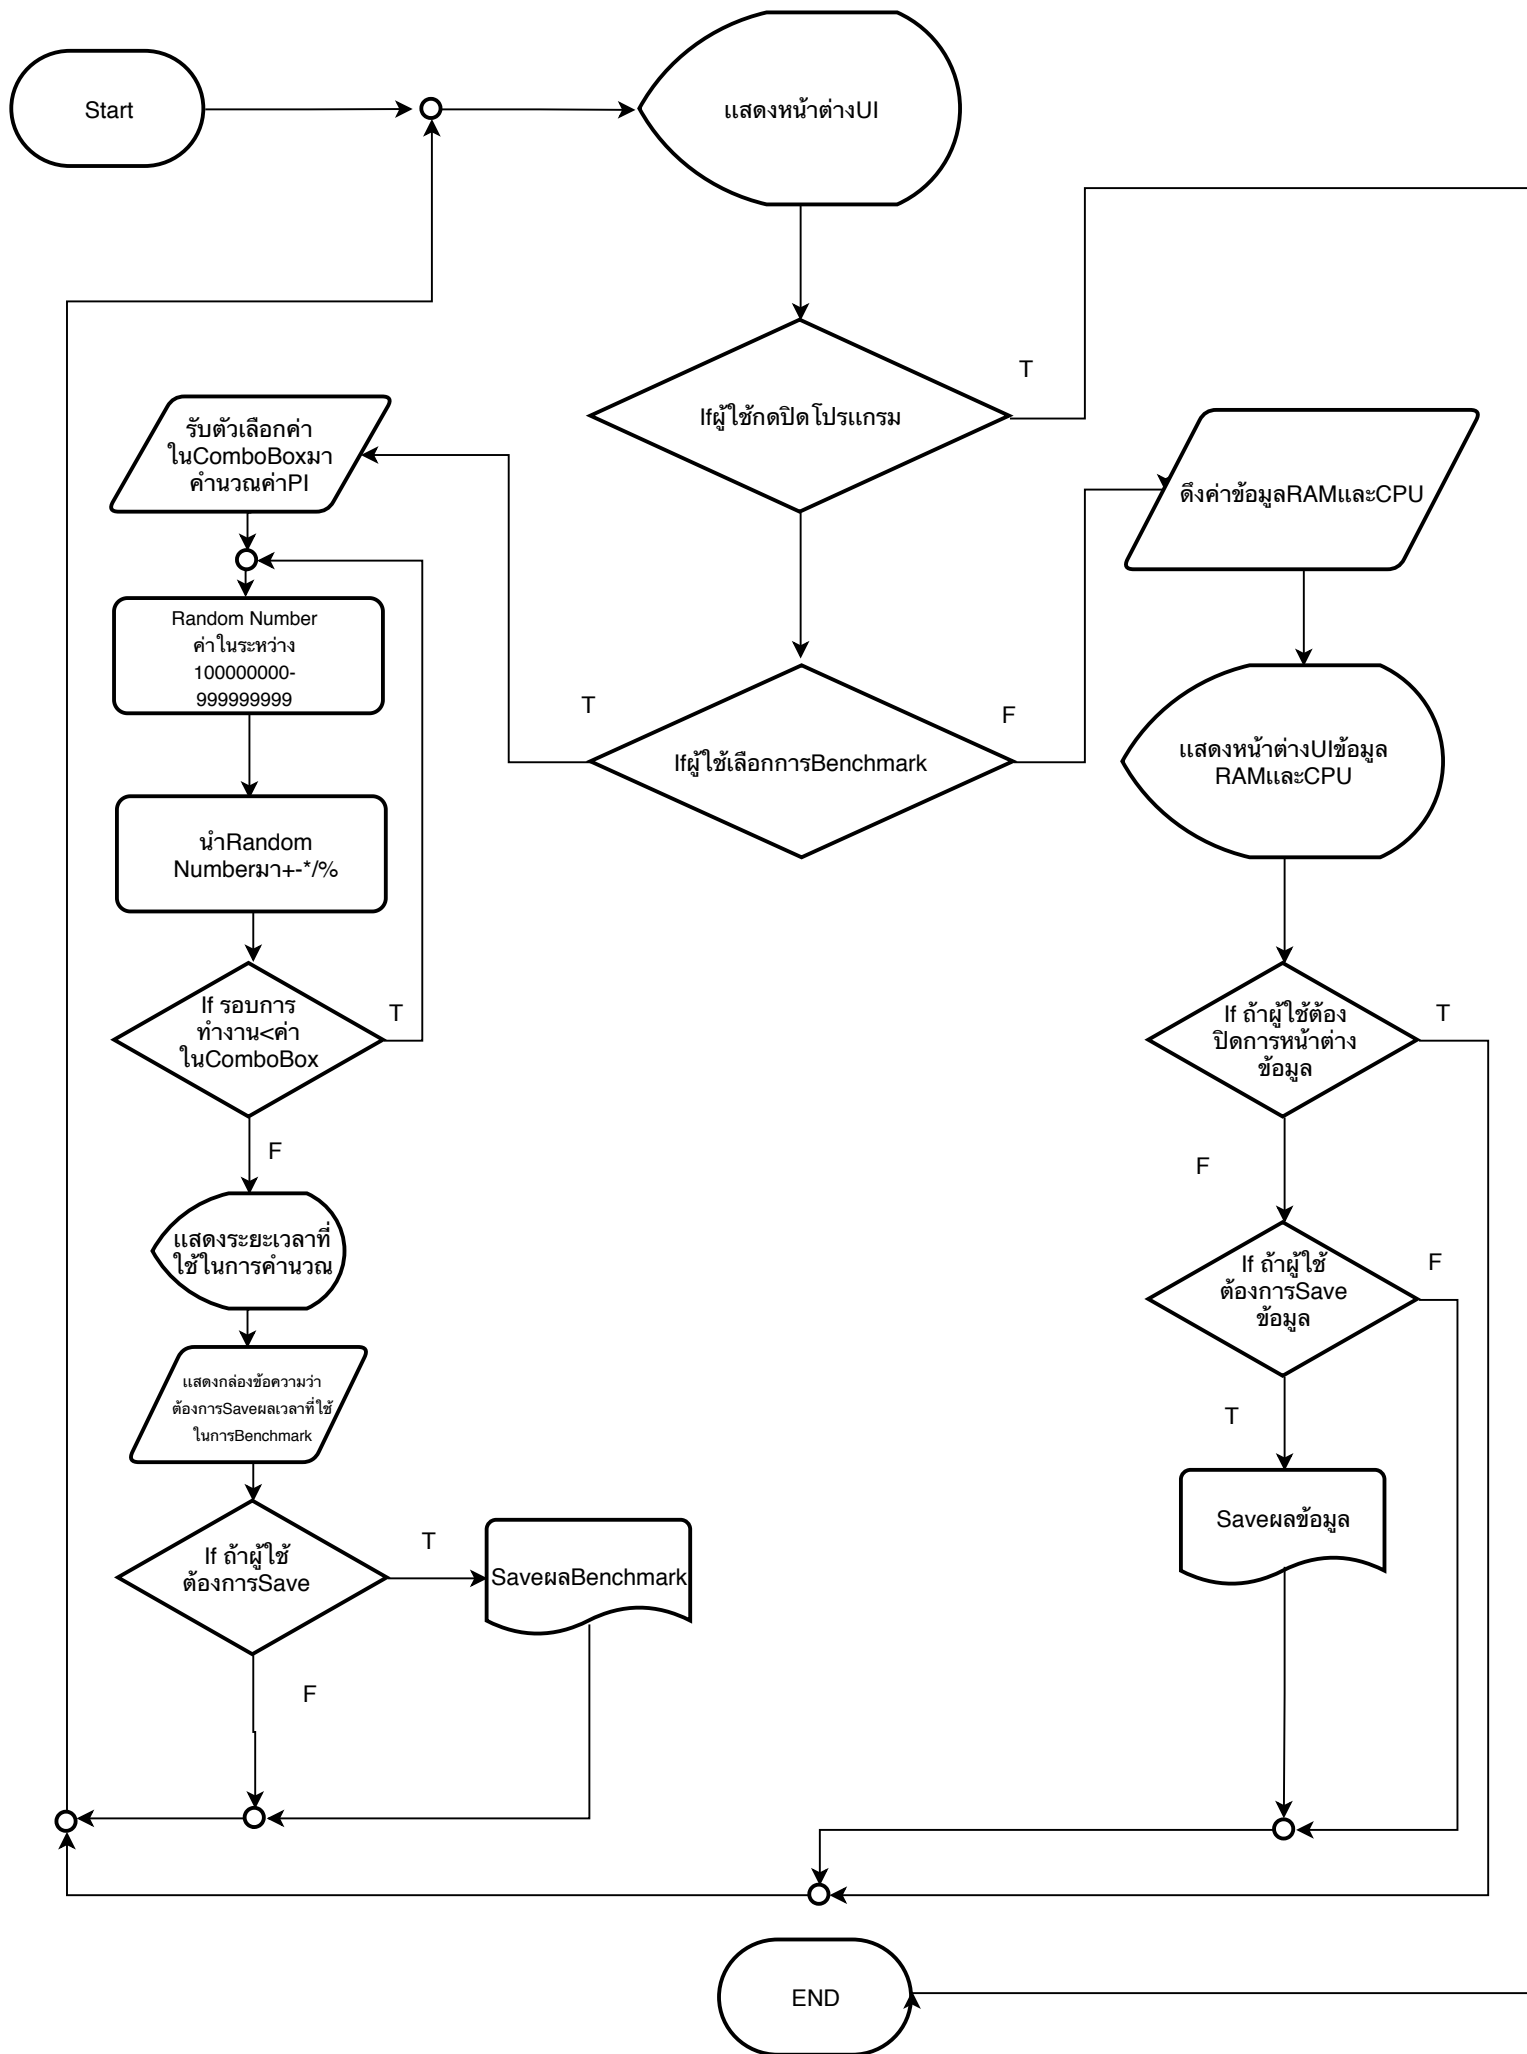 Start
แสดงหน้าต่างUI
Ifผู้ใช้กดปิดโปรแกรม
T
รับตัวเลือกค่า
ในComboBoxมา
คำนวณค่าPI
ดึงค่าข้อมูลRAMและCPU
Random Number
ค่าในระหว่าง
100000000-
999999999
T
Ifผู้ใช้เลือกการBenchmark
F
แสดงหน้าต่างUIข้อมูล
RAMและCPU
นำRandom
Numberมา+-*/%
If รอบการ
ทำงาน<ค่า
ในComboBox
T
If ถ้าผู้ใช้ต้อง
ปิดการหน้าต่าง
ข้อมูล
T
F
F
แสดงระยะเวลาที่
ใช้ในการคำนวณ
If ถ้าผู้ใช้
ต้องการSave
ข้อมูล
F
แสดงกล่องข้อความว่า
ต้องการSaveผลเวลาที่ใช้
ในการBenchmark
T
If ถ้าผู้ใช้
ต้องการSave
T
SaveผลBenchmark
Saveผลข้อมูล
F
END